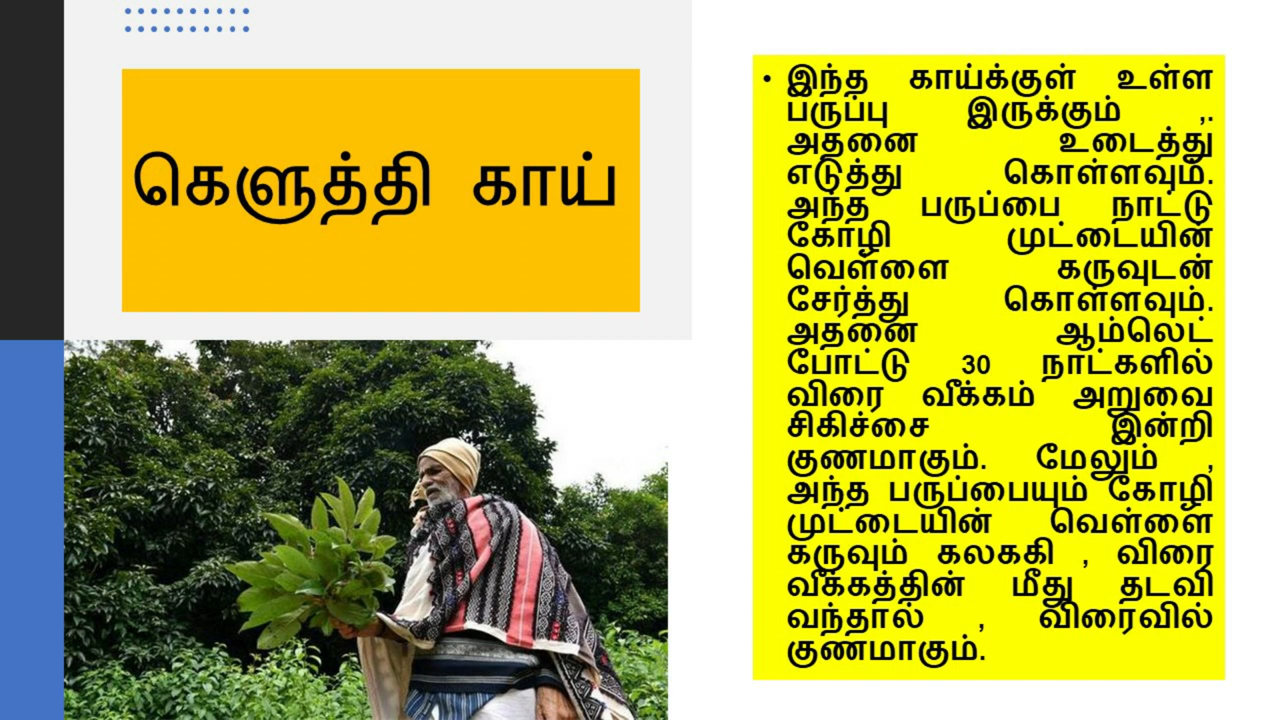 கெளுத்தி காய்
• இந்த காய்க்குள் உள்ள
பருப்பு இருக்கும் ,.
அதனை உடைத்து
எடுத்து கொள்ளவும்.
அந்த பருப்பை நாட்டு
கோழி முட்டையின்
வெள்ளை கருவுடன்
சேர்த்து கொள்ளவும்.
அதனை ஆம்லெட்
போட்டு 30 நாட்களில்
விரை வீக்கம் அறுவை
சிகிச்சை இன்றி
குணமாகும். மேலும் ,
அந்த பருப்பையும் கோழி
முட்டையின் வெள்ளை
கருவும் கலககி , விரை
வீக்கத்தின் மீது தடவி
வந்தால் , விரைவில்
குணமாகும்.